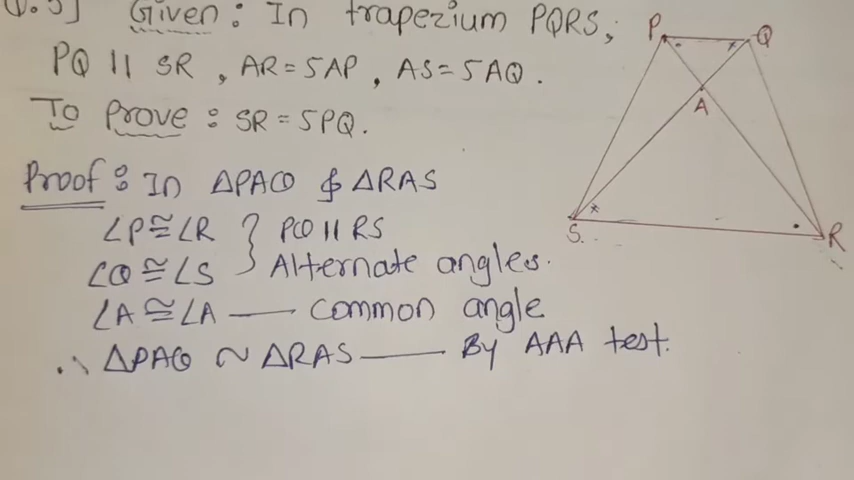 Given : In trapezium PQRS,
PQ || SR , AR = 5AP , AS = 5AQ .
To Prove : SR = 5PQ.
Proof : In ΔPAQ & ΔRAS
∠P ≅ ∠R } PQ || RS
∠Q ≅ ∠S Alternate angles.
∠A ≅ ∠A — Common angle
∴ ΔPAQ ~ ΔRAS — By AAA test.
P
Q
A
S.
R